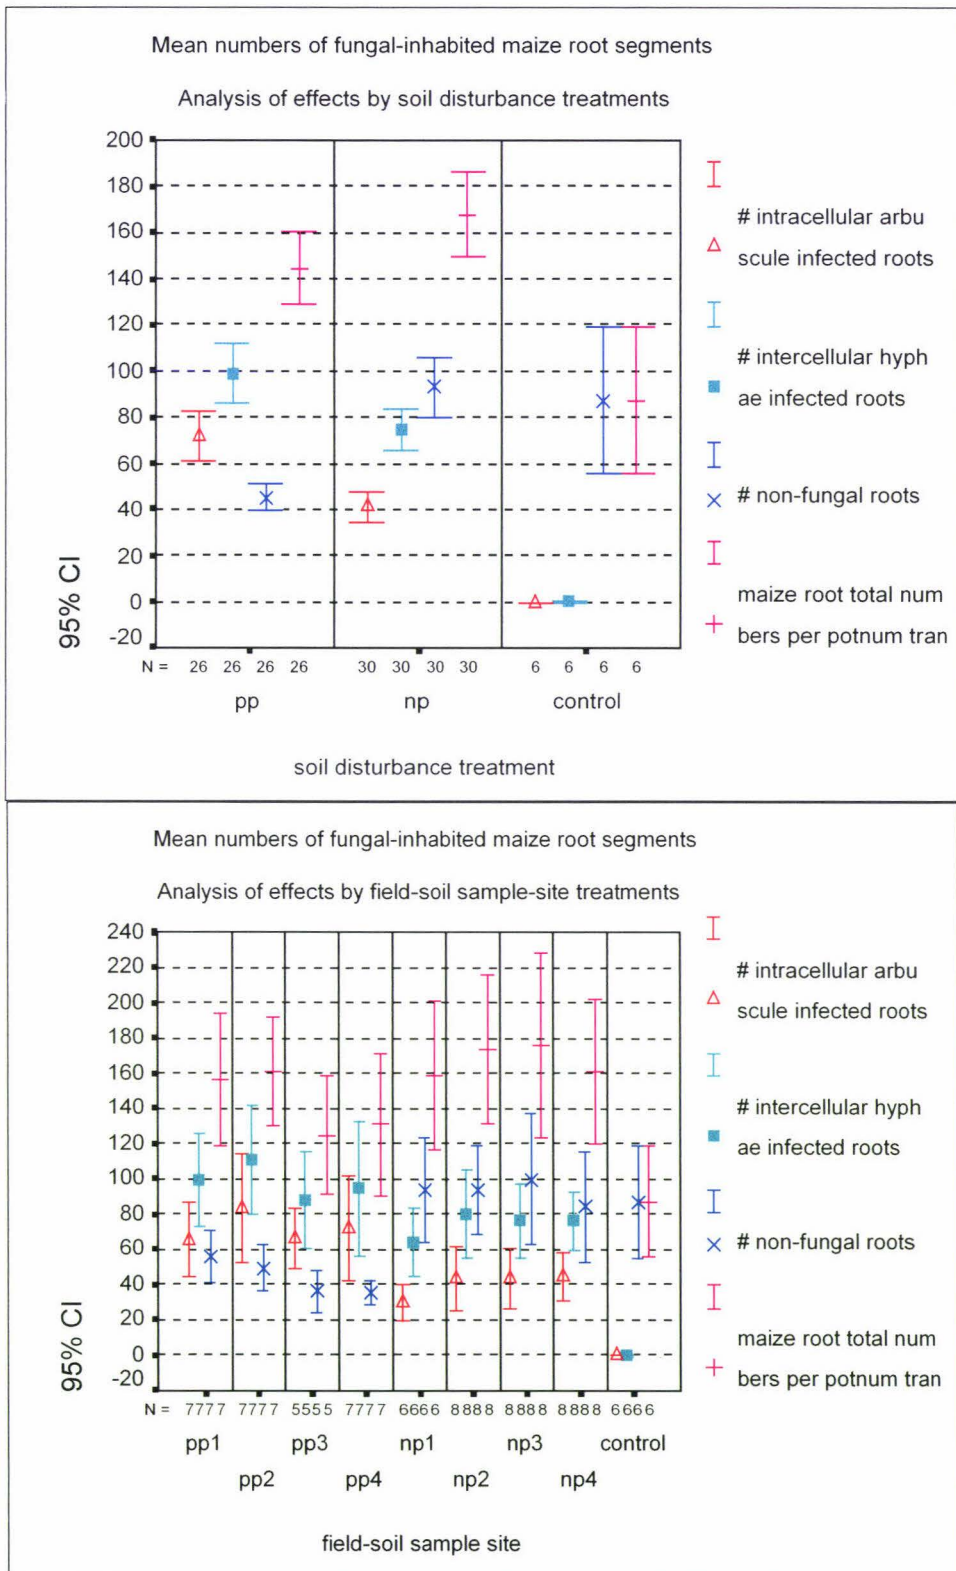 Mean numbers of fungal-inhabited maize root segments
Analysis of effects by soil disturbance treatments
200
180
160
140
120
100
80
60
40
20
0
-20
95% CI
N = 26 26 26 26 30 30 30 30 6 6 6 6
pp np control
soil disturbance treatment
# intracellular arbu
scule infected roots
# intercellular hyph
ae infected roots
# non-fungal roots
maize root total num
bers per potnum tran
Mean numbers of fungal-inhabited maize root segments
Analysis of effects by field-soil sample-site treatments
240
220
200
180
160
140
120
100
80
60
40
20
0
-20
95% CI
N = 7777 7777 5555 7777 6666 8888 8888 8888 6666
pp1 pp3 np1 np3 control
pp2 pp4 np2 np4
field-soil sample site
# intracellular arbu
scule infected roots
# intercellular hyph
ae infected roots
# non-fungal roots
maize root total num
bers per potnum tran